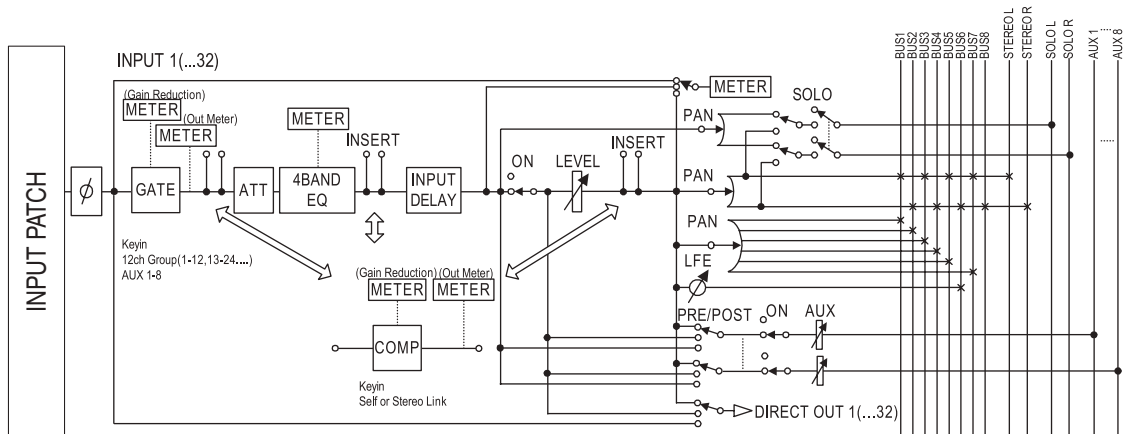 INPUT PATCH
INPUT 1(...32)
ϕ
(Gain Reduction)
METER
(Out Meter)
METER
GATE
Keyin
12ch Group(1-12,13-24....)
AUX 1-8
ATT
METER
4BAND
EQ
INSERT
INPUT
DELAY
ON
LEVEL
INSERT
(Gain Reduction)
METER
(Out Meter)
METER
COMP
Keyin
Self or Stereo Link
METER
SOLO
PAN
PAN
PAN
LFE
PRE/POST
ON
AUX
DIRECT OUT 1(...32)
BUS1
BUS2
BUS3
BUS4
BUS5
BUS6
BUS7
BUS8
STEREO L
STEREO R
SOLO L
SOLO R
AUX 1
......
AUX 8
......